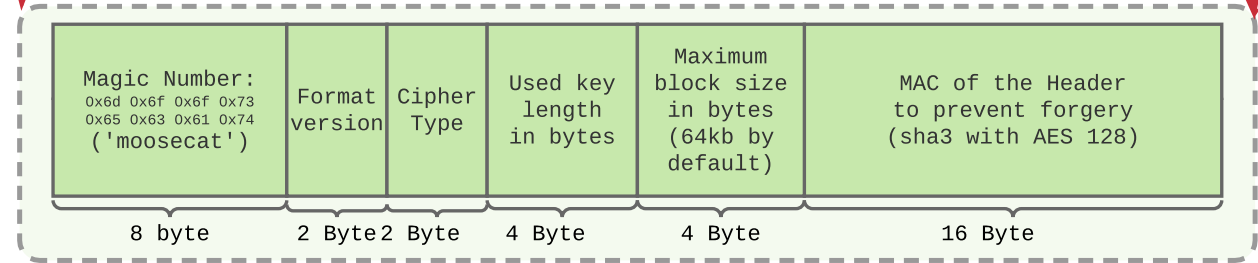 Magic Number:
0x6d 0x6f 0x6f 0x73
0x65 0x63 0x61 0x74
('moosecat')
Format
version
Cipher
Type
Used key
length
in bytes
Maximum
block size
in bytes
(64kb by
default)
MAC of the Header
to prevent forgery
(sha3 with AES 128)
8 byte
2 Byte
2 Byte
4 Byte
4 Byte
16 Byte